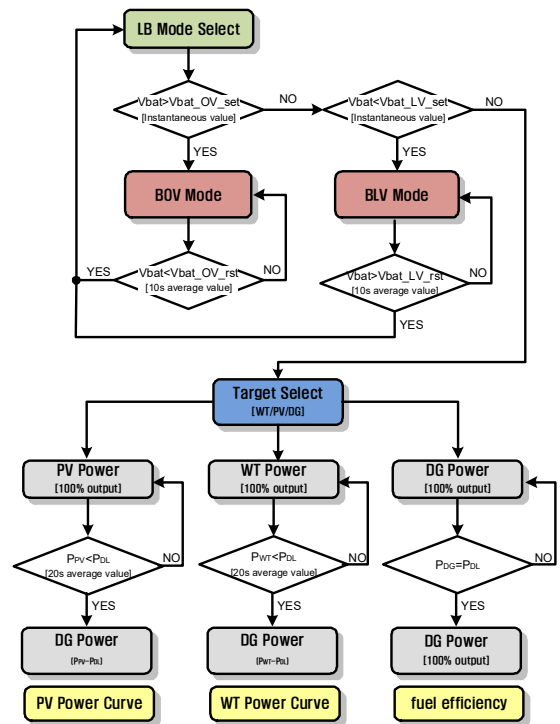 LB Mode Select
Vbat>Vbat_OV_set
[Instantaneous value]
NO
Vbat<Vbat_LV_set
[Instantaneous value]
NO
YES
YES
BOV Mode
BLV Mode
YES
Vbat<Vbat_OV_rst
[10s average value]
NO
Vbat>Vbat_LV_rst
[10s average value]
NO
YES
Target Select
[WT/PV/DG]
PV Power
[100% output]
WT Power
[100% output]
DG Power
[100% output]
PPV<PDL
[20s average value]
NO
PWT<PDL
[20s average value]
NO
PDG=PDL
NO
YES
YES
YES
DG Power
[PPV-PDL]
DG Power
[PWT-PDL]
DG Power
[100% output]
PV Power Curve
WT Power Curve
fuel efficiency